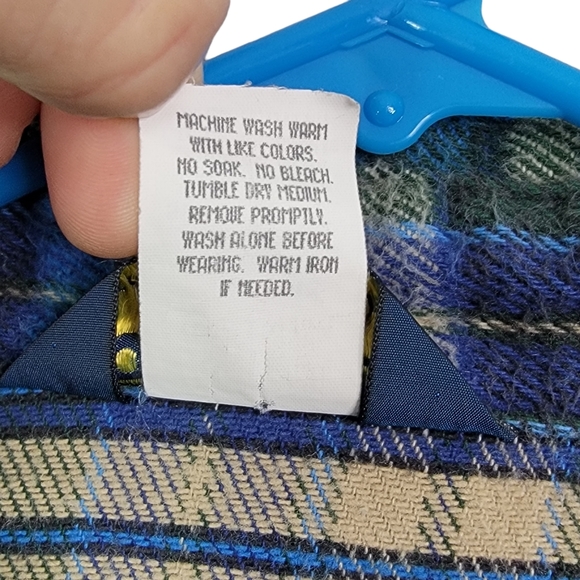 MACHINE WASH WARM
WITH LIKE COLORS.
NO SOAK. NO BLEACH.
TUMBLE DRY MEDIUM.
REMOVE PROMPTLY.
WASH ALONE BEFORE
WEARING. WARM IRON
IF NEEDED.